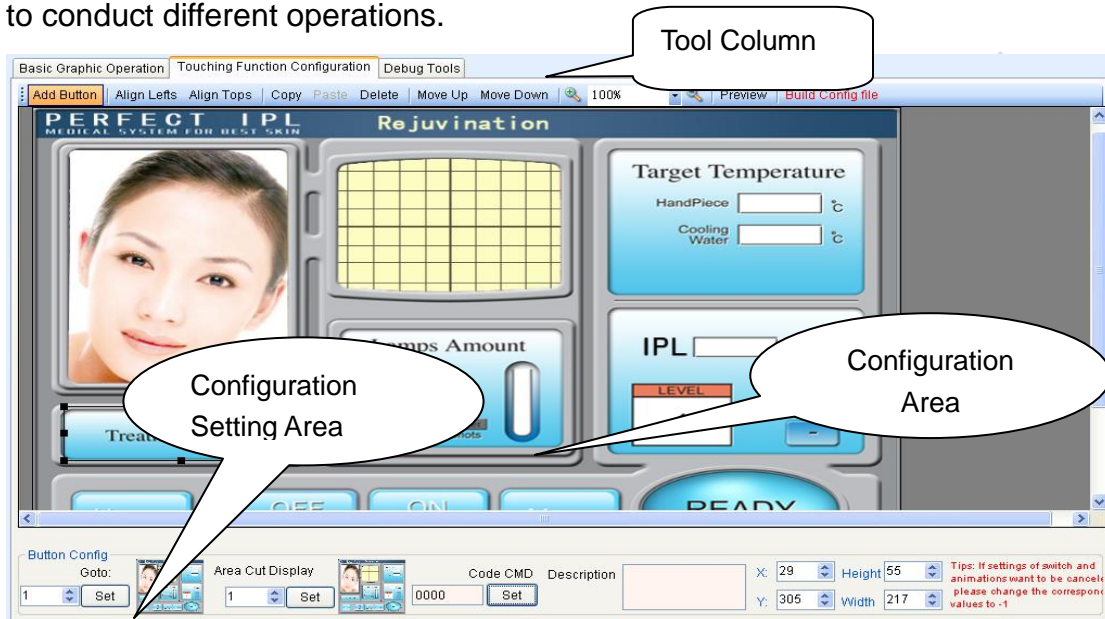 to conduct different operations.
Tool Column
Basic Graphic Operation Touching Function Configuration Debug Tools
Add Button Align Lefts Align Tops Copy Paste Delete Move Up Move Down 100% Preview Build Config file
PERFECT IPL Rejuvination
MEDICAL SYSTEM FOR BEST SKIN
Target Temperature
HandPiece °C
Cooling
Water °C
Amount
IPL
Configuration
Area
Configuration
Setting Area
LEVEL
-
OFF ON
READY
Button Config
Goto: Area Cut Display Code CMD Description X: 29 Height 55
1 Set 1 Set 0000 Set Y: 305 Width 217
Tips: If settings of switch and
animations want to be
please change the
values to -1